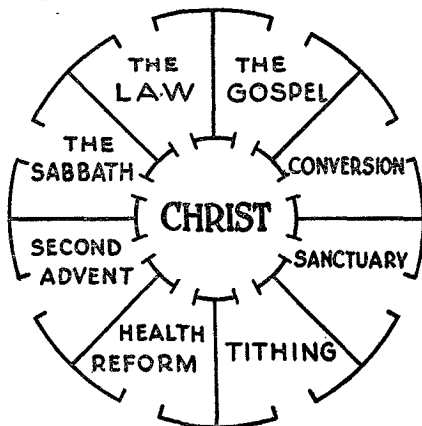 THE
LAW
THE
GOSPEL
CONVERSION
SANCTUARY
TITHING
HEALTH
REFORM
SECOND
ADVENT
THE
SABBATH
CHRIST